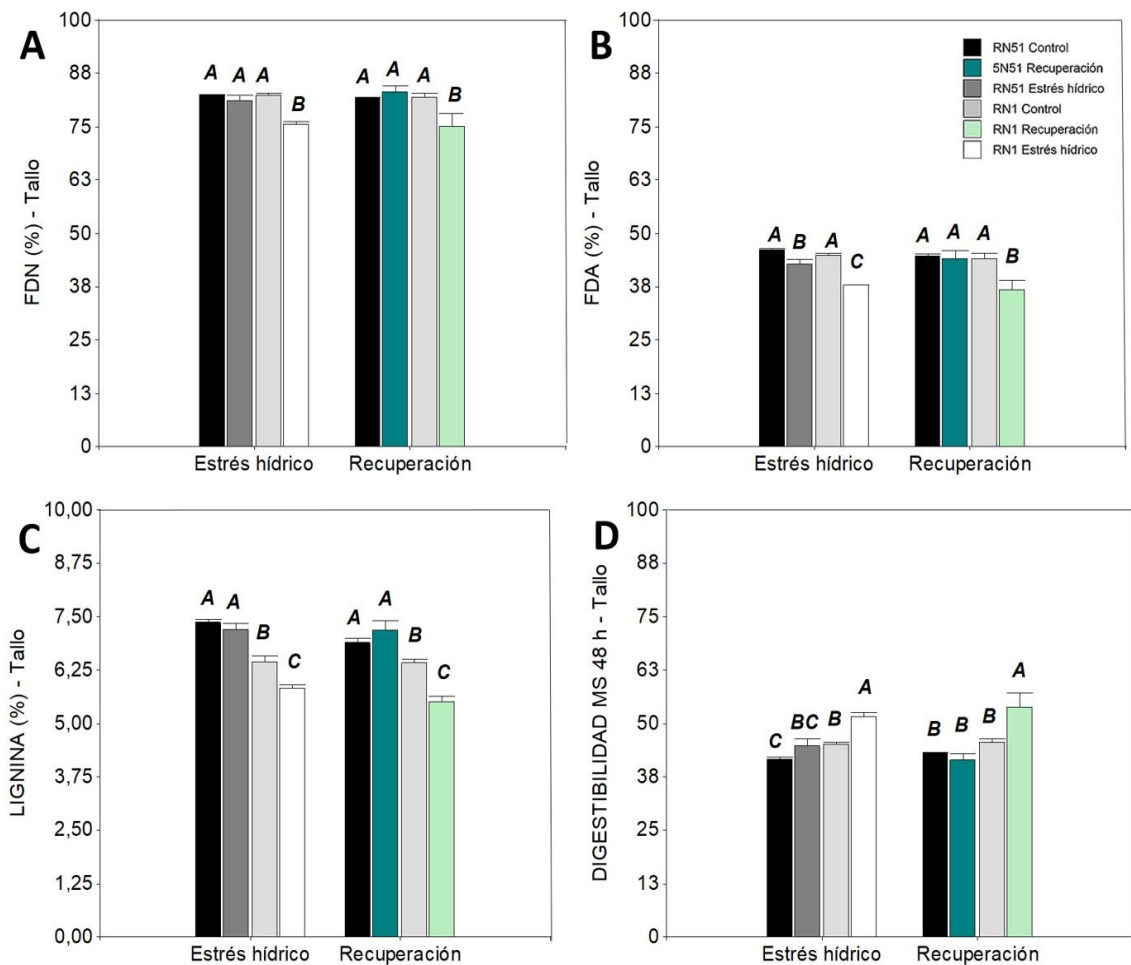 A
100
88
75
63
50
38
25
13
0
FDN (%) - Tallo
A A A B
A A A B
Estrés hídrico Recuperación
B
100
88
75
63
50
38
25
13
0
FDA (%) - Tallo
RN51 Control
5N51 Recuperación
RN51 Estrés hídrico
RN1 Control
RN1 Recuperación
RN1 Estrés hídrico
A B A C
A A A B
Estrés hídrico Recuperación
C
10,00
8,75
7,50
6,25
5,00
3,75
2,50
1,25
0,00
LIGNINA (%) - Tallo
A A B C
A A B C
Estrés hídrico Recuperación
D
100
88
75
63
50
38
25
13
0
DIGESTIBILIDAD MS 48 h - Tallo
C BC B A
B B B A
Estrés hídrico Recuperación